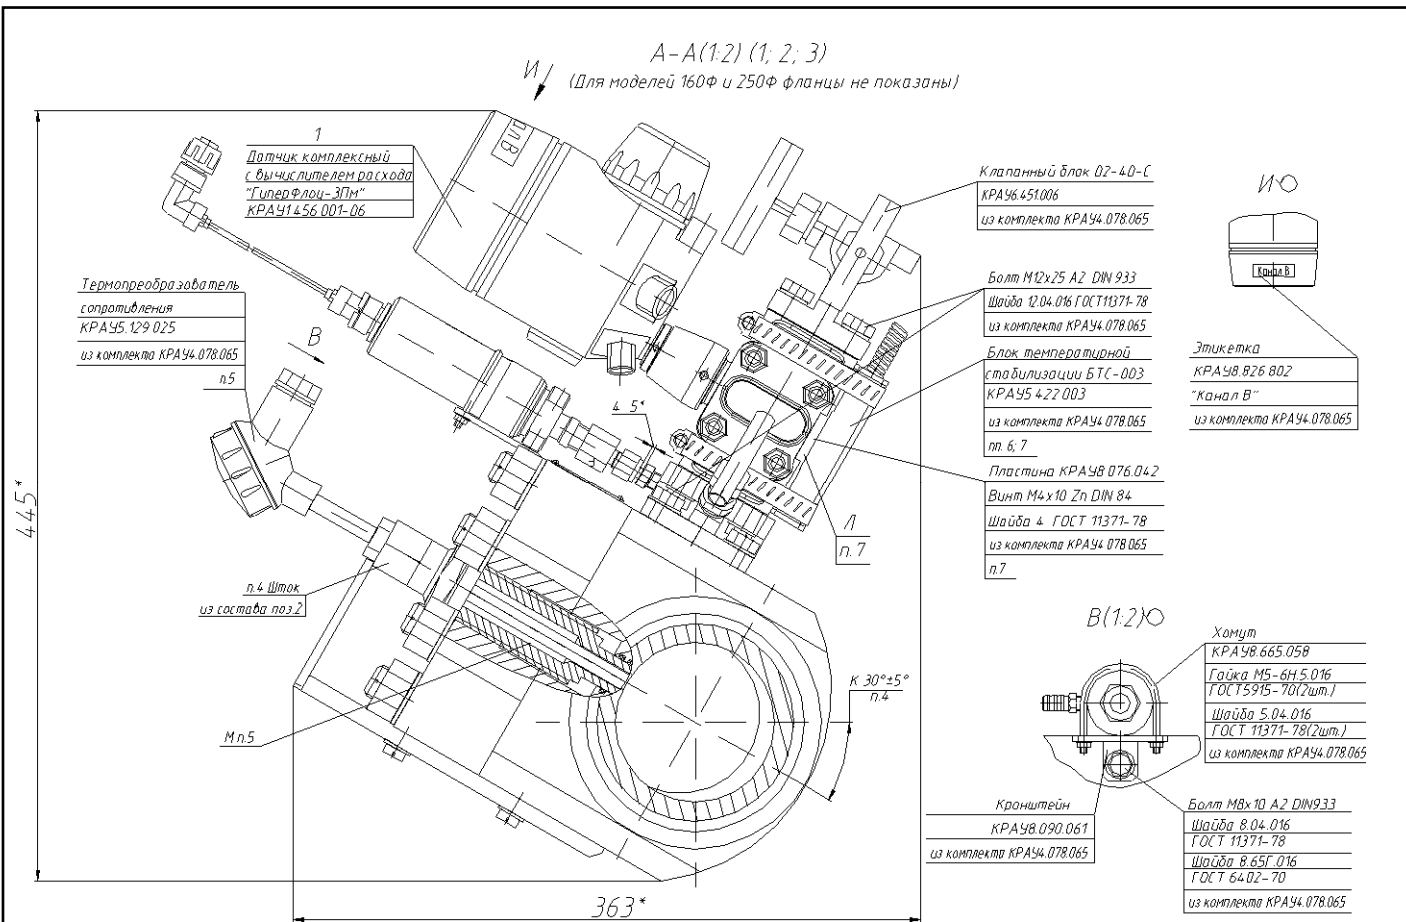 А-А(1:2) (1; 2; 3)
(Для моделей 160Ф и 250Ф фланцы не показаны)
И
1
Датчик комплексный
с вычислителем расхода
"ГиперФлоу-3Пм"
КРАУ1.456.001-06
Термопреобразователь
сопротивления
КРАУ5.129.025
из комплекта КРАУ4.078.065
п.5
В
445*
4..5*
п.4 Шток
из состава поз.2
М п.5
363*
К 30°±5°
п.4
Л
п.7
Клапанный блок 02-40-С
КРАУ6.451.006
из комплекта КРАУ4.078.065
Болт М12х25 А2 DIN 933
Шайба 12.04.016 ГОСТ11371-78
из комплекта КРАУ4.078.065
Блок температурной
стабилизации БТС-003
КРАУ5.422.003
из комплекта КРАУ4.078.065
пп. 6; 7
Пластина КРАУ8.076.042
Винт М4х10 Zn DIN 84
Шайба 4 ГОСТ 11371-78
из комплекта КРАУ4.078.065
п.7
И
Канал В
Этикетка
КРАУ8.826.802
"Канал В"
из комплекта КРАУ4.078.065
В(1:2)
Хомут
КРАУ8.665.058
Гайка М5-6Н.5.016
ГОСТ5915-70(2шт.)
Шайба 5.04.016
ГОСТ 11371-78(2шт.)
из комплекта КРАУ4.078.065
Кронштейн
КРАУ8.090.061
из комплекта КРАУ4.078.065
Болт М8х10 А2 DIN933
Шайба 8.04.016
ГОСТ 11371-78
Шайба 8.65Г.016
ГОСТ 6402-70
из комплекта КРАУ4.078.065